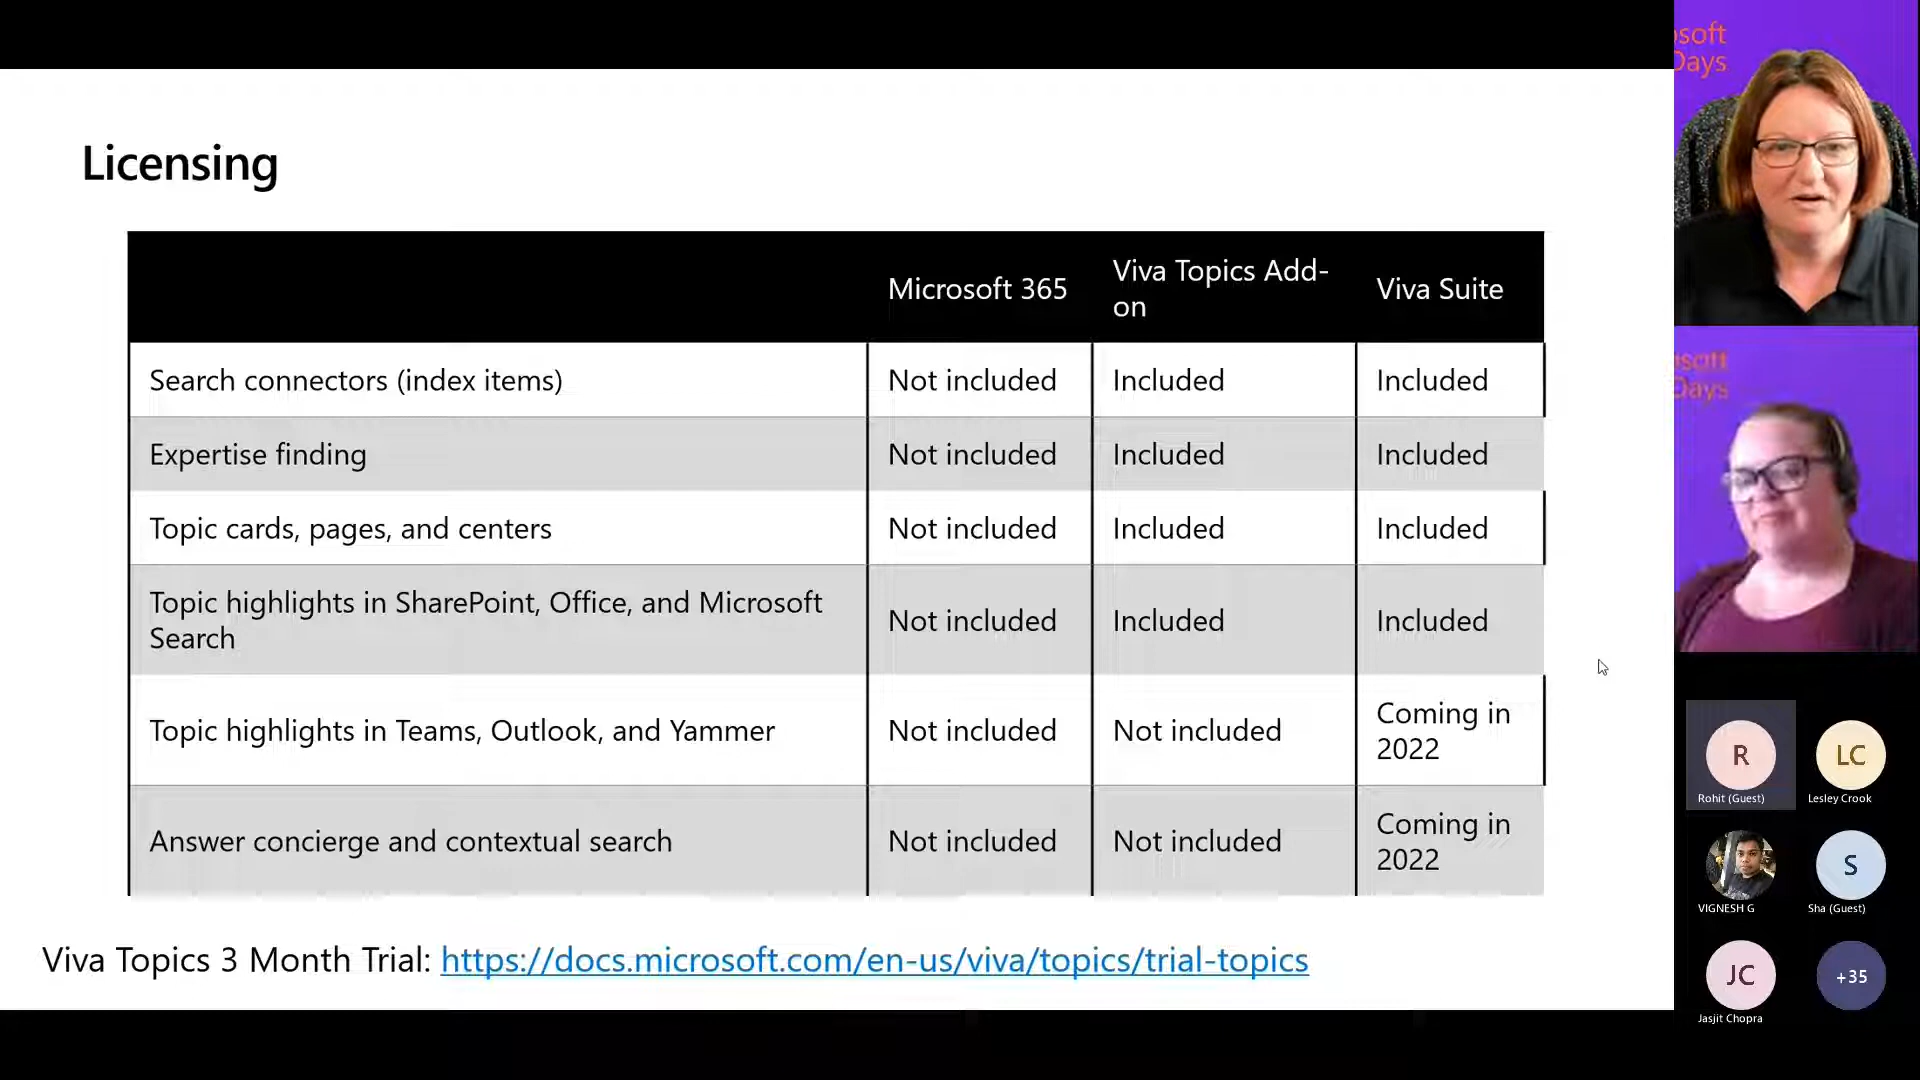 Licensing
Microsoft 365
Viva Topics Add-
on
Viva Suite
Search connectors (index items)
Not included
Included
Included
Expertise finding
Not included
Included
Included
Topic cards, pages, and centers
Not included
Included
Included
Topic highlights in SharePoint, Office, and Microsoft
Search
Not included
Included
Included
Topic highlights in Teams, Outlook, and Yammer
Not included
Not included
Coming in
2022
Answer concierge and contextual search
Not included
Not included
Coming in
2022
Viva Topics 3 Month Trial: https://docs.microsoft.com/en-us/viva/topics/trial-topics
osoft
Days
osoft
Days
R
Rohit (Guest)
LC
Lesley Crook
VIGNESH G
S
Sha (Guest)
JC
Jasjit Chopra
+35